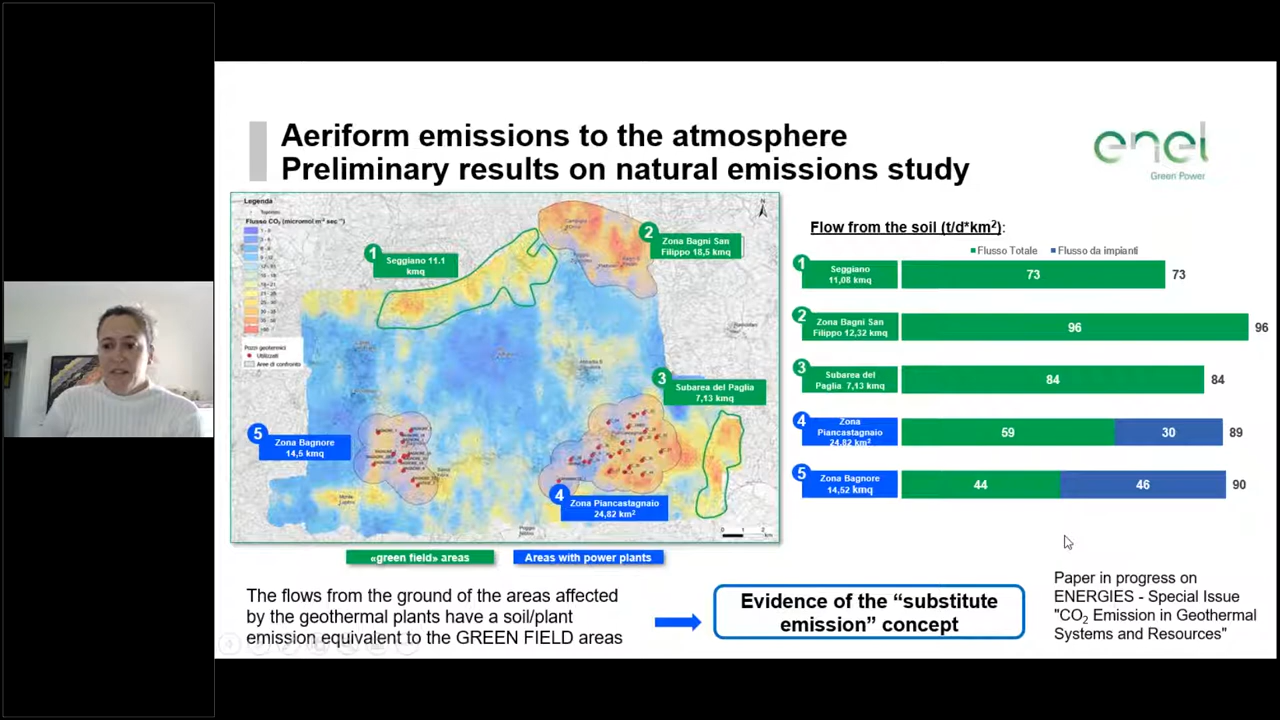 Aeriform emissions to the atmosphere
Preliminary results on natural emissions study
enel
Green Power
Legenda
Flusso CO2 (micromol m-2 sec-1)
Pozzi geotermici
Utilizzati
Aree di confronto
N
1
Seggiano 11.1
kmq
2
Zona Bagni San
Filippo 18,5 kmq
3
Subarea del Paglia
7,13 kmq
5
Zona Bagnore
14,5 kmq
4
Zona Piancastagnaio
24,82 km2
0 1 2
km
«green field» areas
Areas with power plants
Flow from the soil (t/d*km2):
Flusso Totale
Flusso da impianti
1
Seggiano
11,08 kmq
73
73
2
Zona Bagni San
Filippo 12,32 kmq
96
96
3
Subarea del
Paglia 7,13 kmq
84
84
4
Zona
Piancastagnaio
24,82 km2
59
30
89
5
Zona Bagnore
14,52 kmq
44
46
90
The flows from the ground of the areas affected
by the geothermal plants have a soil/plant
emission equivalent to the GREEN FIELD areas
Evidence of the “substitute
emission” concept
Paper in progress on
ENERGIES - Special Issue
"CO2 Emission in Geothermal
Systems and Resources"